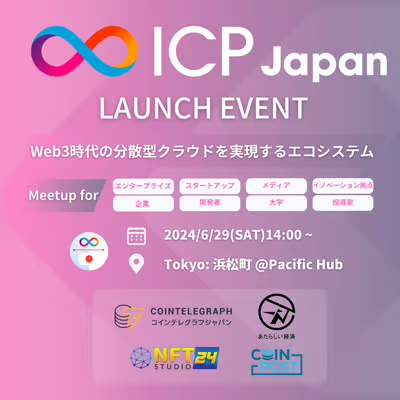 ICP Japan
LAUNCH EVENT
Web3時代の分散型クラウドを実現するエコシステム
Meetup for
エンタープライズ スタートアップ メディア イノベーション拠点
企業 開発者 大学 投資家
2024/6/29(SAT)14:00 ~
Tokyo: 浜松町 @Pacific Hub
COINTELEGRAPH
コインテレグラフジャパン
あたらしい経済
NFT
STUDIO 24
COIN
POST